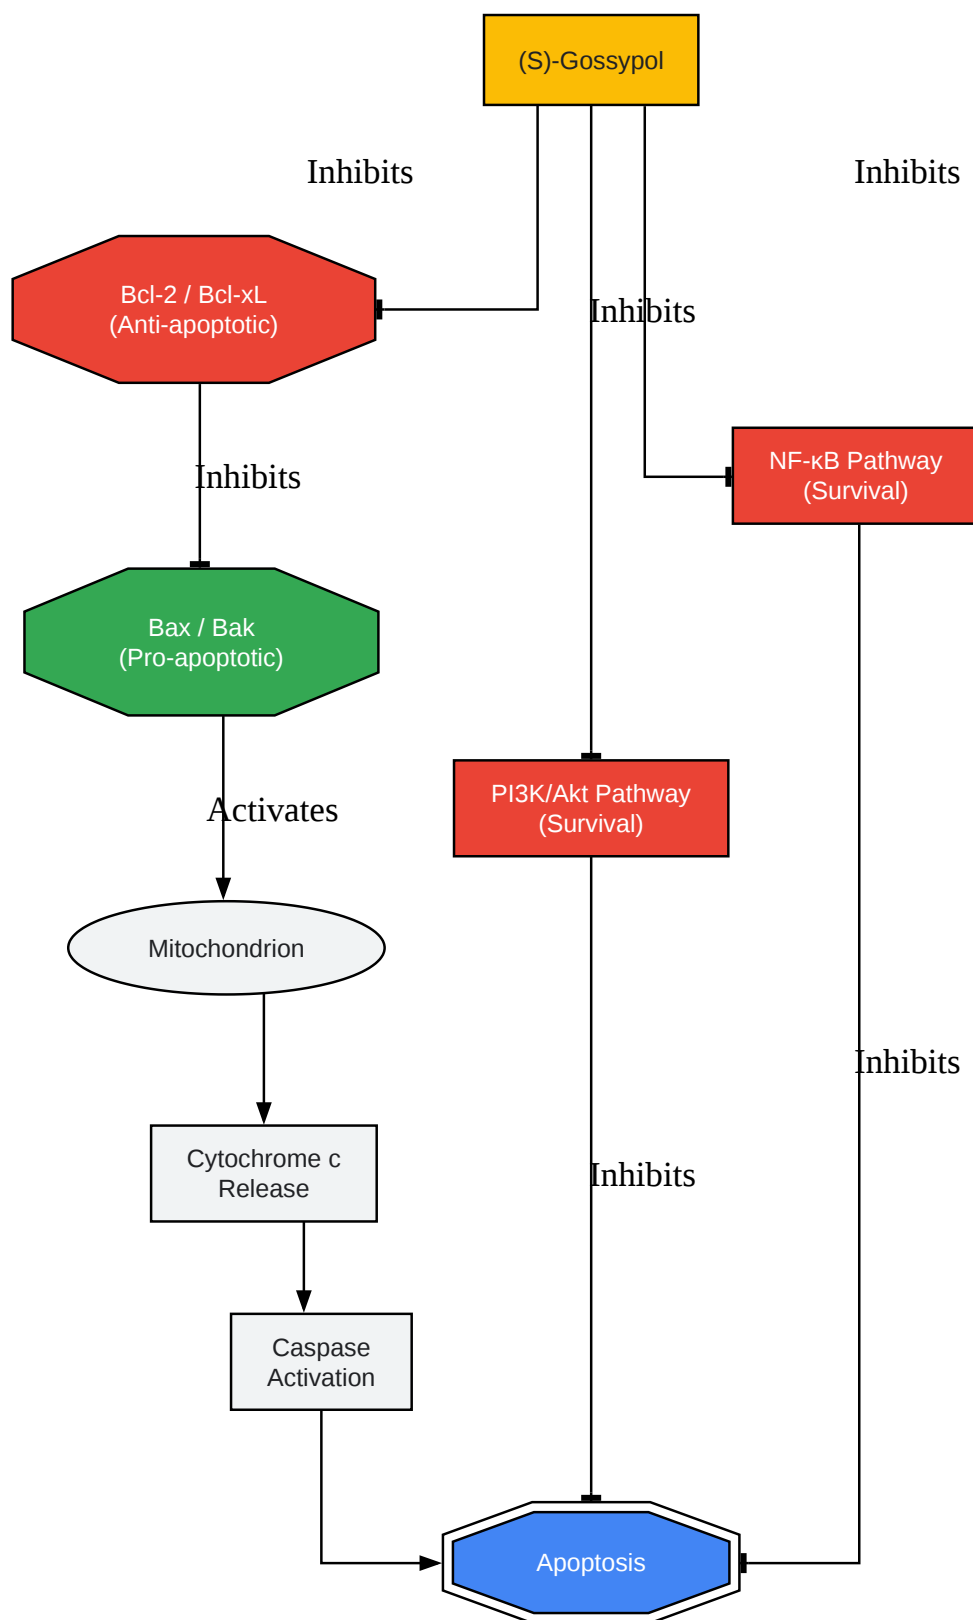 (S)-Gossypol
Inhibits
Inhibits
Bcl-2 / Bcl-xL
(Anti-apoptotic)
Inhibits
NF-κB Pathway
(Survival)
Inhibits
Bax / Bak
(Pro-apoptotic)
PI3K/Akt Pathway
(Survival)
Activates
Mitochondrion
Inhibits
Cytochrome c
Release
Inhibits
Caspase
Activation
Apoptosis